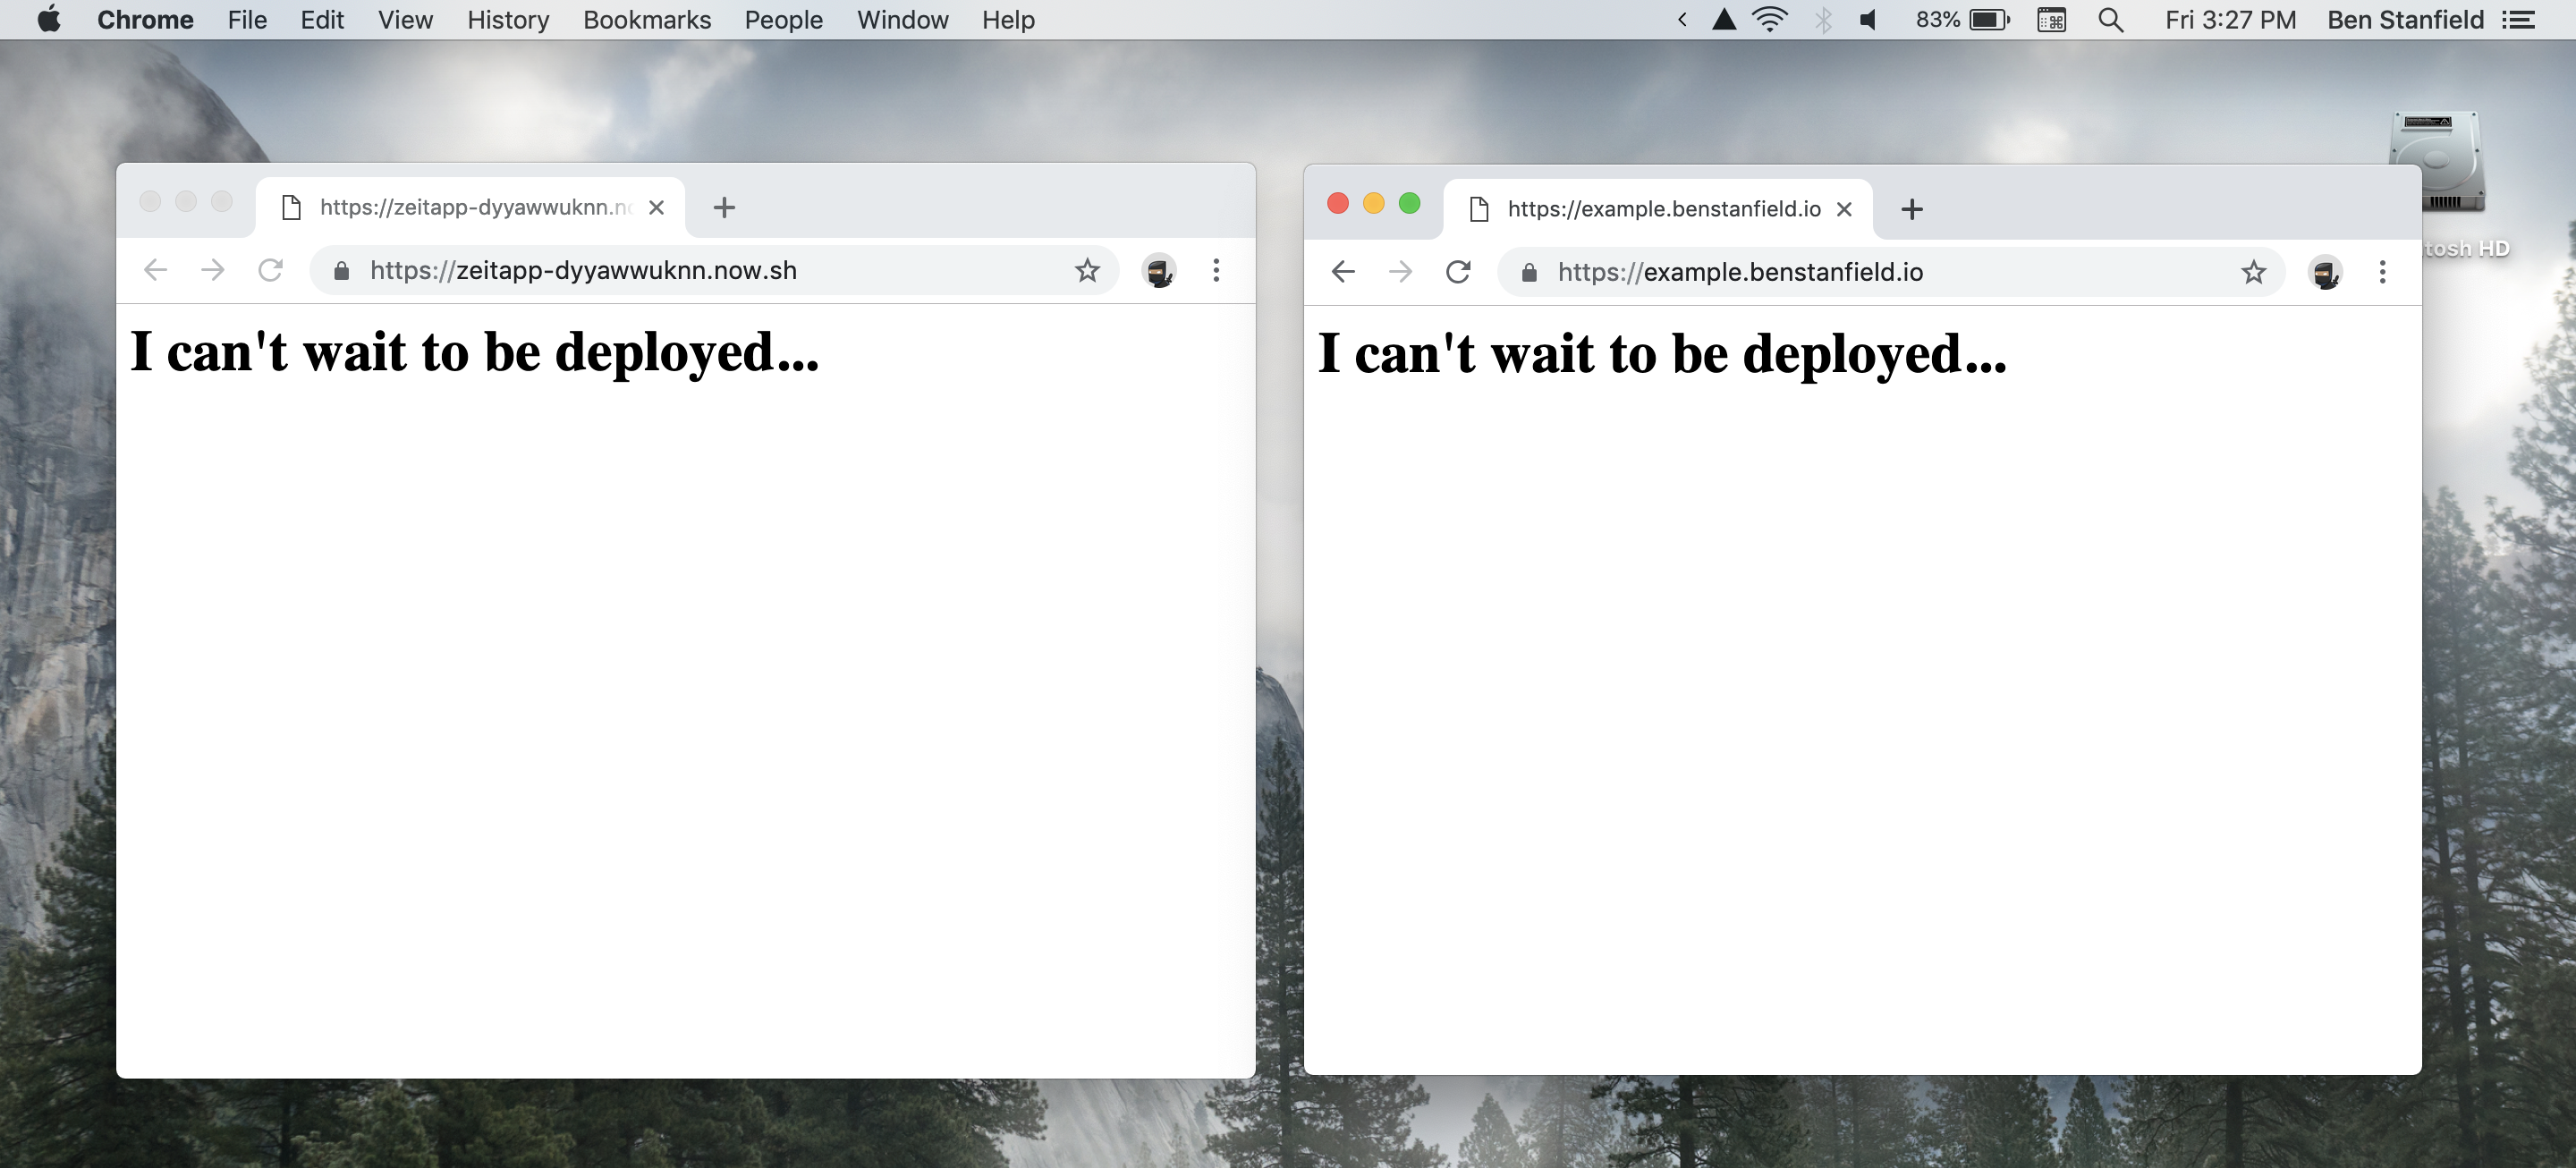 Chrome File Edit View History Bookmarks People Window Help 83% Fri 3:27 PM Ben Stanfield
https://zeitapp-dyyawwuknn.no
https://zeitapp-dyyawwuknn.now.sh
I can't wait to be deployed...
https://example.benstanfield.io
https://example.benstanfield.io
I can't wait to be deployed...
tosh HD